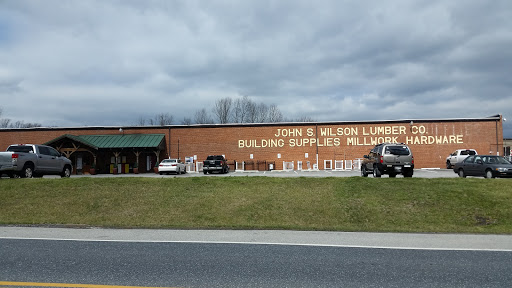 JOHN S. WILSON LUMBER CO.
BUILDING SUPPLIES MILLWORK HARDWARE